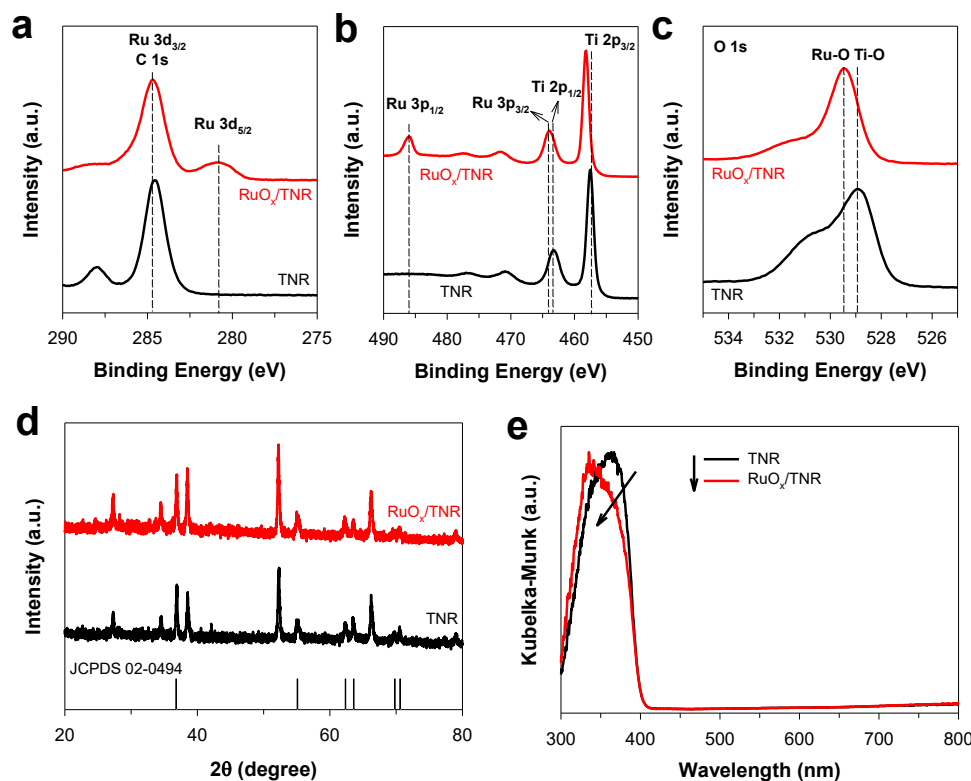 a
Ru 3d3/2
C 1s
Ru 3d5/2
RuOx/TNR
TNR
Intensity (a.u.)
290 285 280 275
Binding Energy (eV)
b
Ti 2p3/2
Ru 3p1/2
Ru 3p3/2
Ti 2p1/2
RuOx/TNR
TNR
Intensity (a.u.)
490 480 470 460 450
Binding Energy (eV)
c
O 1s
Ru-O Ti-O
RuOx/TNR
TNR
Intensity (a.u.)
534 532 530 528 526
Binding Energy (eV)
d
RuOx/TNR
TNR
JCPDS 02-0494
Intensity (a.u.)
20 40 60 80
2θ (degree)
e
TNR
RuOx/TNR
Kubelka-Munk (a.u.)
300 400 500 600 700 800
Wavelength (nm)